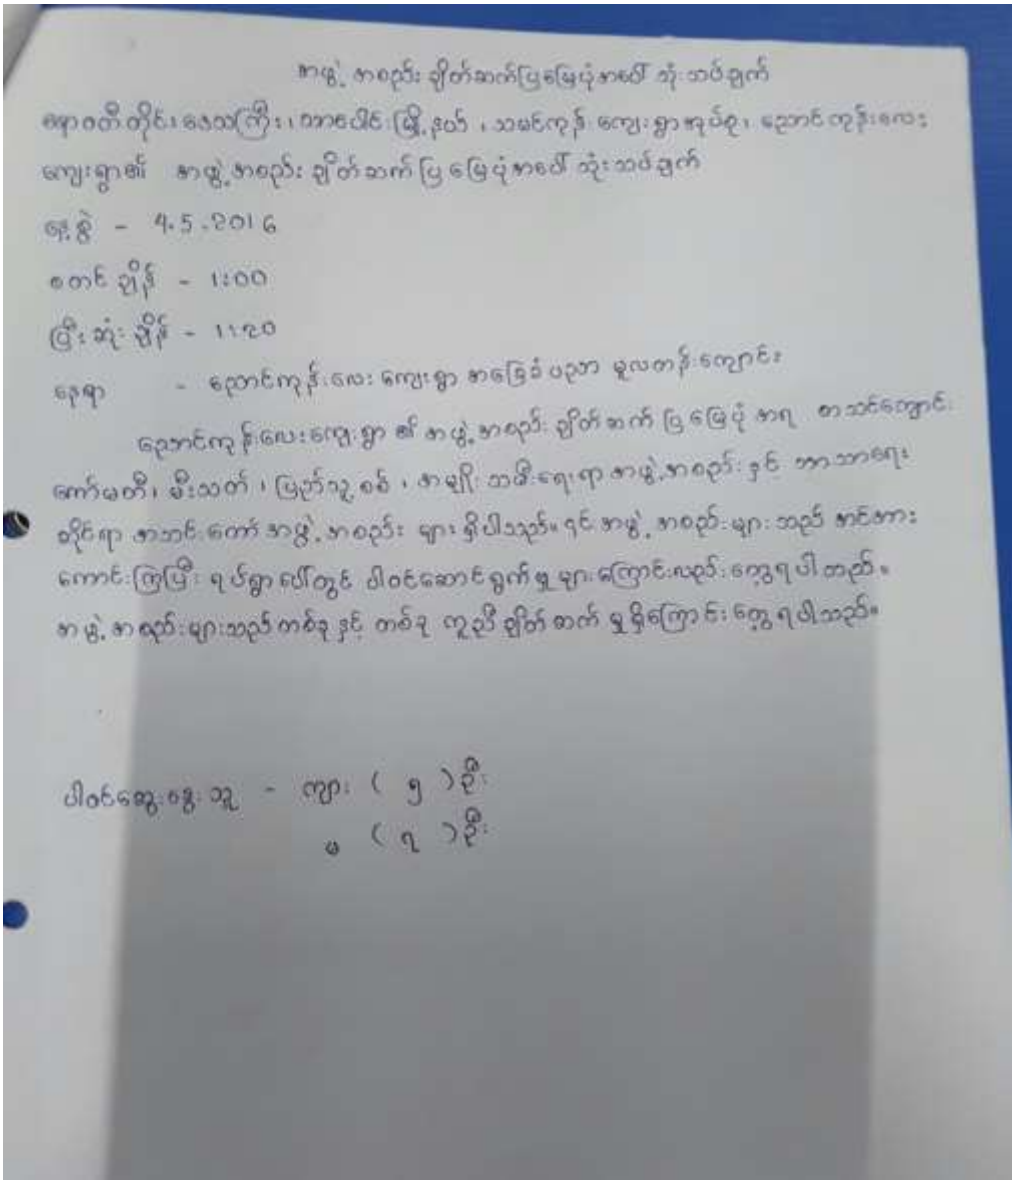 အဖွဲ့အစည်း ချိတ်ဆက်ပြမြေပုံအပေါ် သုံးသပ်ချက်
ဧရာဝတီတိုင်းဒေသကြီး၊ သာပေါင်းမြို့နယ်၊ သမင်ကုန်းကျေးရွာအုပ်စု၊ ညောင်ကုန်းလေး
ကျေးရွာ၏ အဖွဲ့အစည်း ချိတ်ဆက်ပြမြေပုံအပေါ် သုံးသပ်ချက်
နေ့စွဲ - 4.5.2016
စတင်ချိန် - 1:00
ပြီးဆုံးချိန် - 1:20
နေရာ - ညောင်ကုန်းလေးကျေးရွာ အခြေခံပညာ မူလတန်းကျောင်း
ညောင်ကုန်းလေးကျေးရွာ၏ အဖွဲ့အစည်းချိတ်ဆက်ပြမြေပုံအရ စာသင်ကျောင်း
ကော်မတီ၊ မီးသတ်၊ ပြည်သူ့စစ်၊ အမျိုးသမီးရေးရာအဖွဲ့အစည်းနှင့် ဘာသာရေး
ဆိုင်ရာ အသင်းတော်အဖွဲ့အစည်းများရှိပါသည်။ ၎င်းအဖွဲ့အစည်းများသည် အင်အား
ကောင်းကြပြီး ရပ်ရွာပေါ်တွင် ပါဝင်ဆောင်ရွက်မှုများကြောင်းလည်းတွေ့ရပါသည်။
အဖွဲ့အစည်းများသည်တစ်ခုနှင့် တစ်ခု ကူညီချိတ်ဆက်မှုရှိကြောင်းတွေ့ရပါသည်။
ပါဝင်ဆွေးနွေးသူ - ကျား ( ၅ ) ဦး
မ ( ၇ ) ဦး